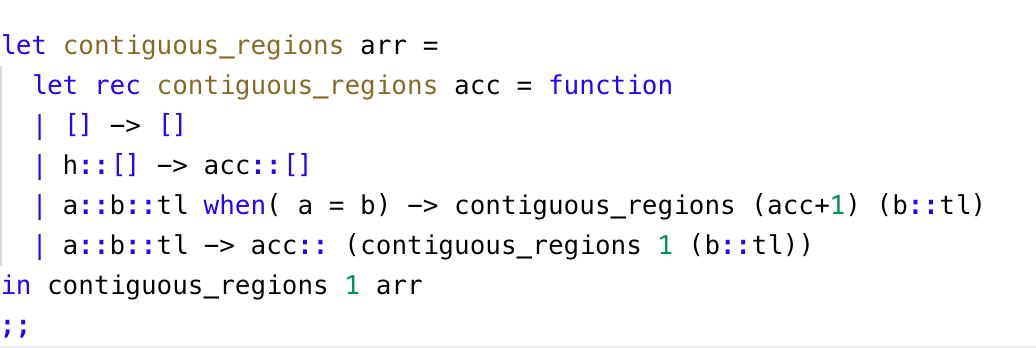 let contiguous_regions arr =
  let rec contiguous_regions acc = function
  | [] -> []
  | h::[] -> acc::[]
  | a::b::tl when( a = b) -> contiguous_regions (acc+1) (b::tl)
  | a::b::tl -> acc:: (contiguous_regions 1 (b::tl))
in contiguous_regions 1 arr
;;